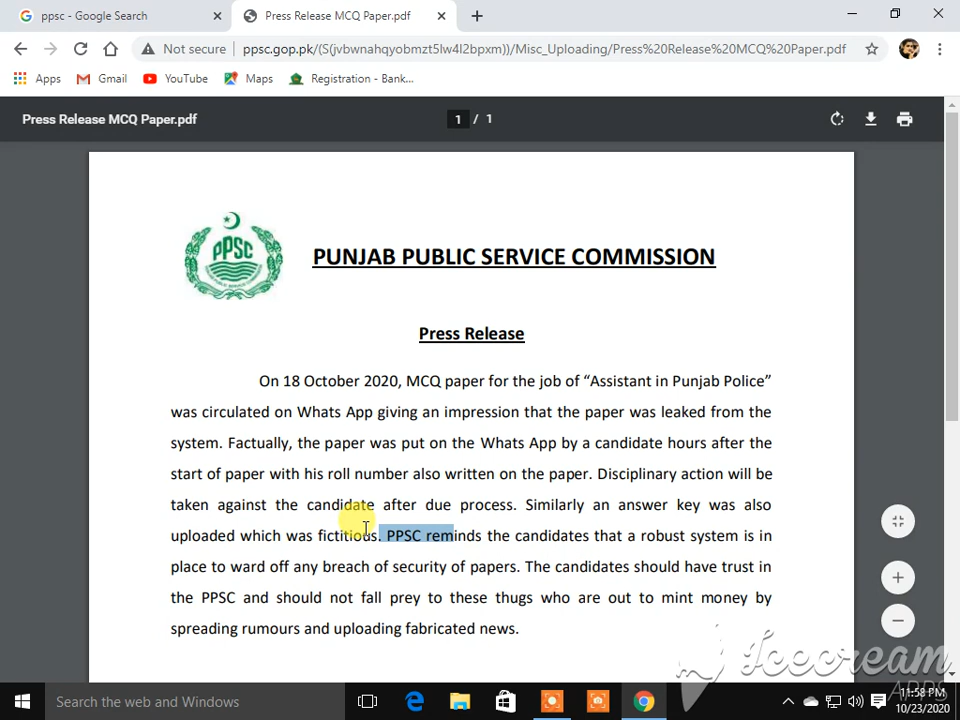 ppsc - Google Search
Press Release MCQ Paper.pdf
Not secure
ppsc.gop.pk/(S(jvbwnahqyobmzt5lw4l2bpxm))/Misc_Uploading/Press%20Release%20MCQ%20Paper.pdf
Apps
Gmail
YouTube
Maps
Registration - Bank...
Press Release MCQ Paper.pdf
1 / 1
PPSC
PUNJAB PUBLIC SERVICE COMMISSION
Press Release
On 18 October 2020, MCQ paper for the job of “Assistant in Punjab Police”
was circulated on Whats App giving an impression that the paper was leaked from the
system. Factually, the paper was put on the Whats App by a candidate hours after the
start of paper with his roll number also written on the paper. Disciplinary action will be
taken against the candidate after due process. Similarly an answer key was also
uploaded which was fictitious. PPSC reminds the candidates that a robust system is in
place to ward off any breach of security of papers. The candidates should have trust in
the PPSC and should not fall prey to these thugs who are out to mint money by
spreading rumours and uploading fabricated news.
Icecream
APPS
Search the web and Windows
11:58 PM
10/23/2020